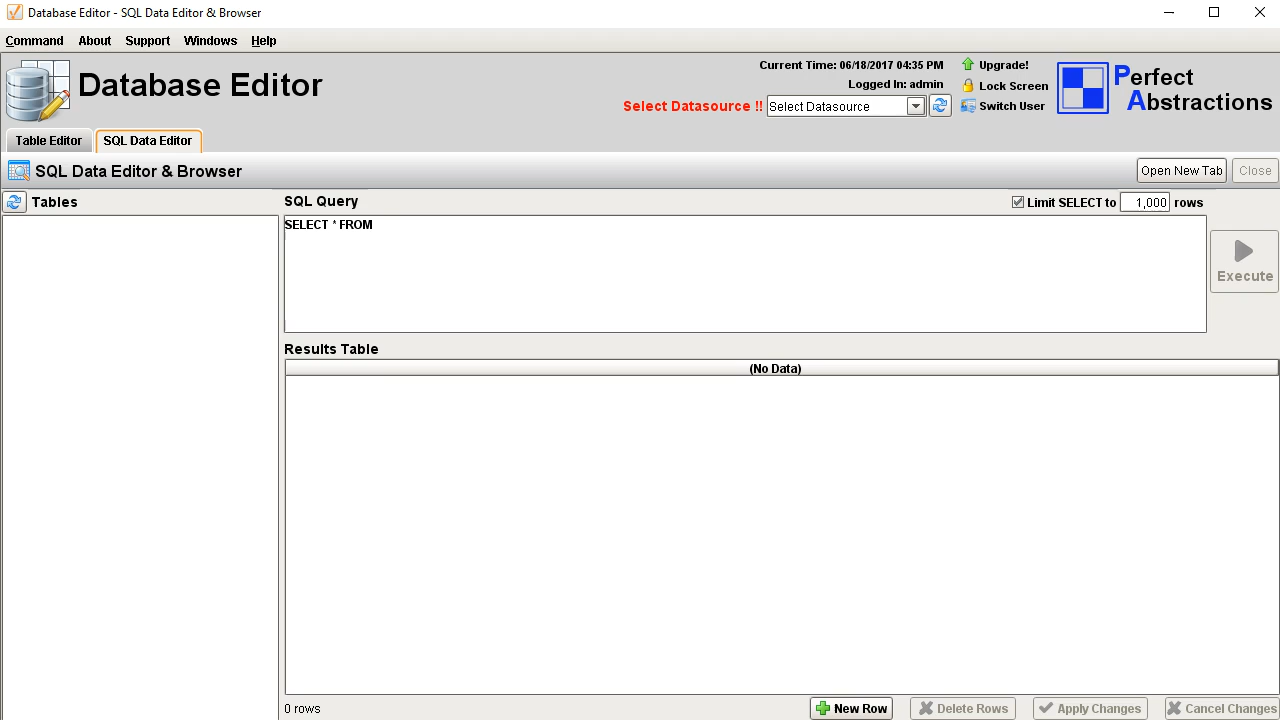 Database Editor - SQL Data Editor & Browser
Command About Support Windows Help
Database Editor
Current Time: 06/18/2017 04:35 PM
Logged In: admin
Select Datasource !! Select Datasource
Upgrade!
Lock Screen
Switch User
Perfect
Abstractions
Table Editor SQL Data Editor
SQL Data Editor & Browser Open New Tab Close
Tables SQL Query Limit SELECT to 1,000 rows
SELECT * FROM
Execute
Results Table
(No Data)
0 rows New Row Delete Rows Apply Changes Cancel Changes